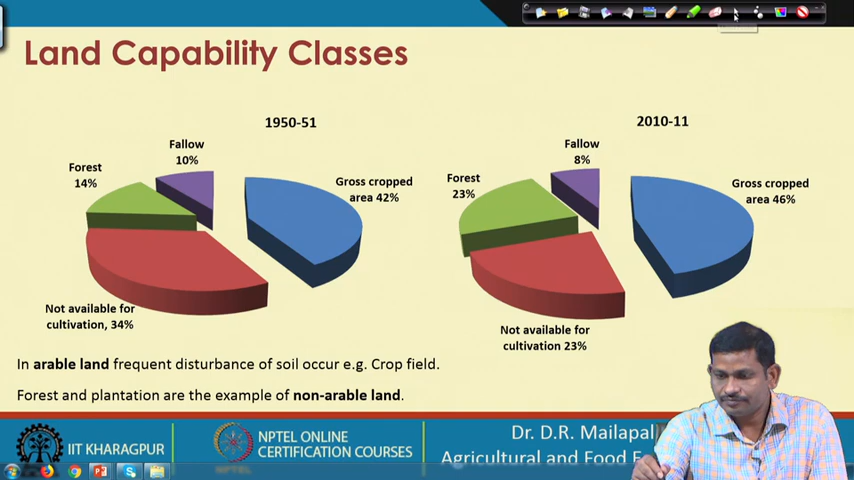 Land Capability Classes
1950-51
Fallow
10%
Forest
14%
Gross cropped
area 42%
Not available for
cultivation, 34%
2010-11
Fallow
8%
Forest
23%
Gross cropped
area 46%
Not available for
cultivation 23%
In arable land frequent disturbance of soil occur e.g. Crop field.
Forest and plantation are the example of non-arable land.
IIT KHARAGPUR
NPTEL ONLINE
CERTIFICATION COURSES
NPTEL
Dr. D.R. Mailapal
Agricultural and Food